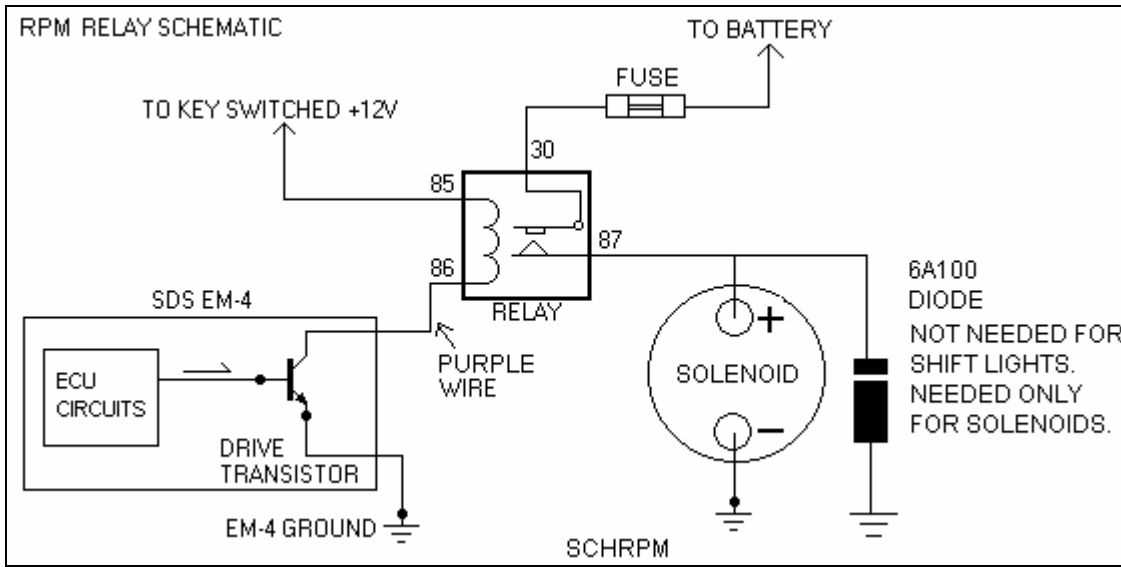 RPM RELAY SCHEMATIC
TO BATTERY
FUSE
TO KEY SWITCHED +12V
30
85
87
86
RELAY
SDS EM-4
PURPLE
WIRE
ECU
CIRCUITS
DRIVE
TRANSISTOR
EM-4 GROUND
+
SOLENOID
−
6A100
DIODE
NOT NEEDED FOR
SHIFT LIGHTS.
NEEDED ONLY
FOR SOLENOIDS.
SCHRPM